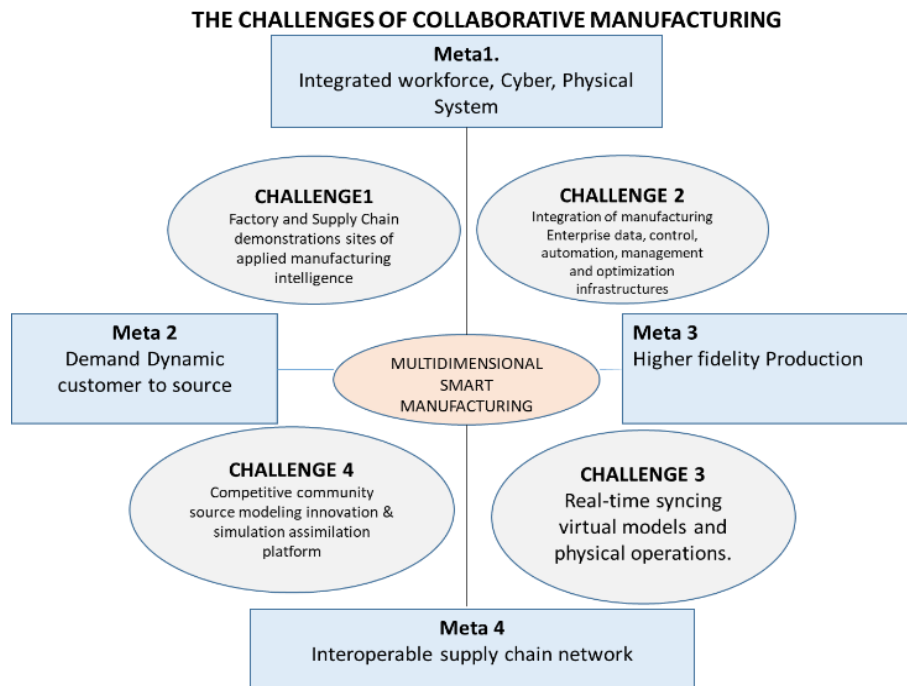 THE CHALLENGES OF COLLABORATIVE MANUFACTURING
Meta1.
Integrated workforce, Cyber, Physical
System
CHALLENGE1
Factory and Supply Chain
demonstrations sites of
applied manufacturing
intelligence
CHALLENGE 2
Integration of manufacturing
Enterprise data, control,
automation, management
and optimization
infrastructures
Meta 2
Demand Dynamic
customer to source
MULTIDIMENSIONAL
SMART
MANUFACTURING
Meta 3
Higher fidelity Production
CHALLENGE 4
Competitive community
source modeling innovation &
simulation assimilation
platform
CHALLENGE 3
Real-time syncing
virtual models and
physical operations.
Meta 4
Interoperable supply chain network